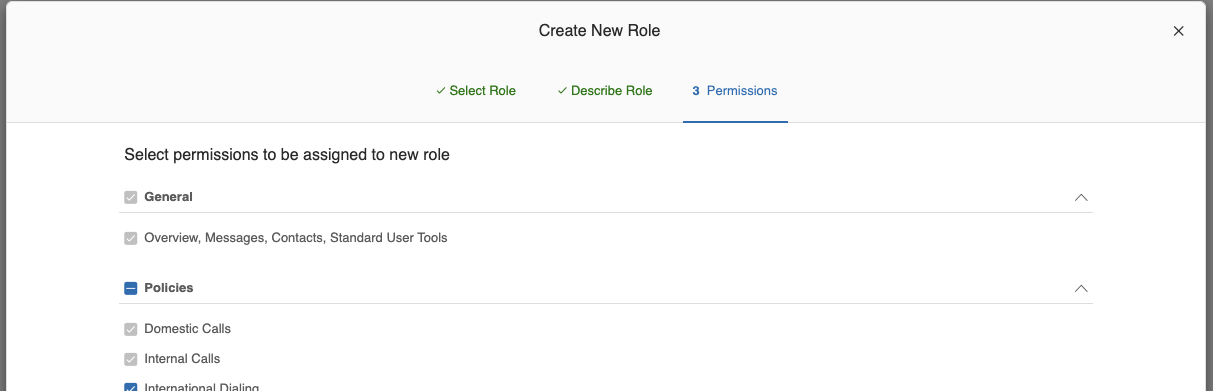 Create New Role
Select Role Describe Role 3 Permissions
Select permissions to be assigned to new role
General
Overview, Messages, Contacts, Standard User Tools
Policies
Domestic Calls
Internal Calls
International Dialing